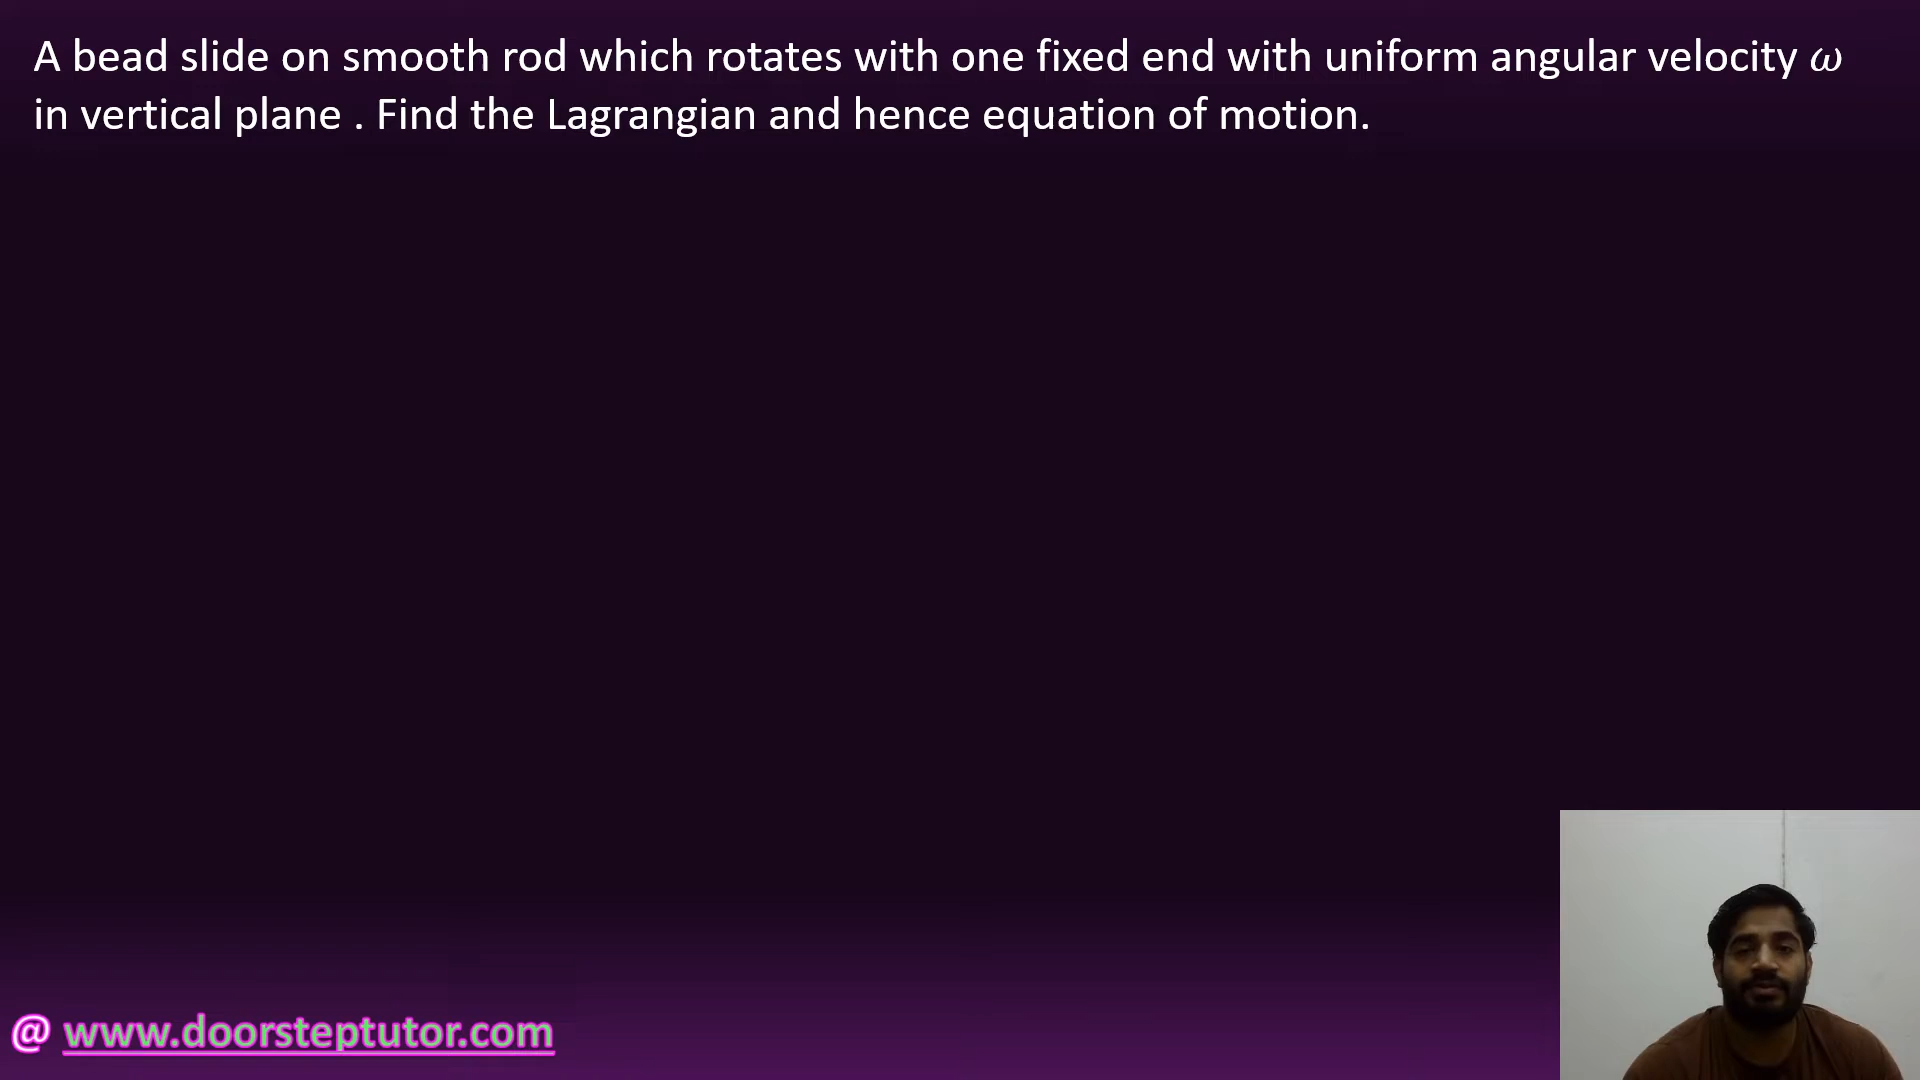 A bead slide on smooth rod which rotates with one fixed end with uniform angular velocity ω
in vertical plane . Find the Lagrangian and hence equation of motion.
@ www.doorsteptutor.com